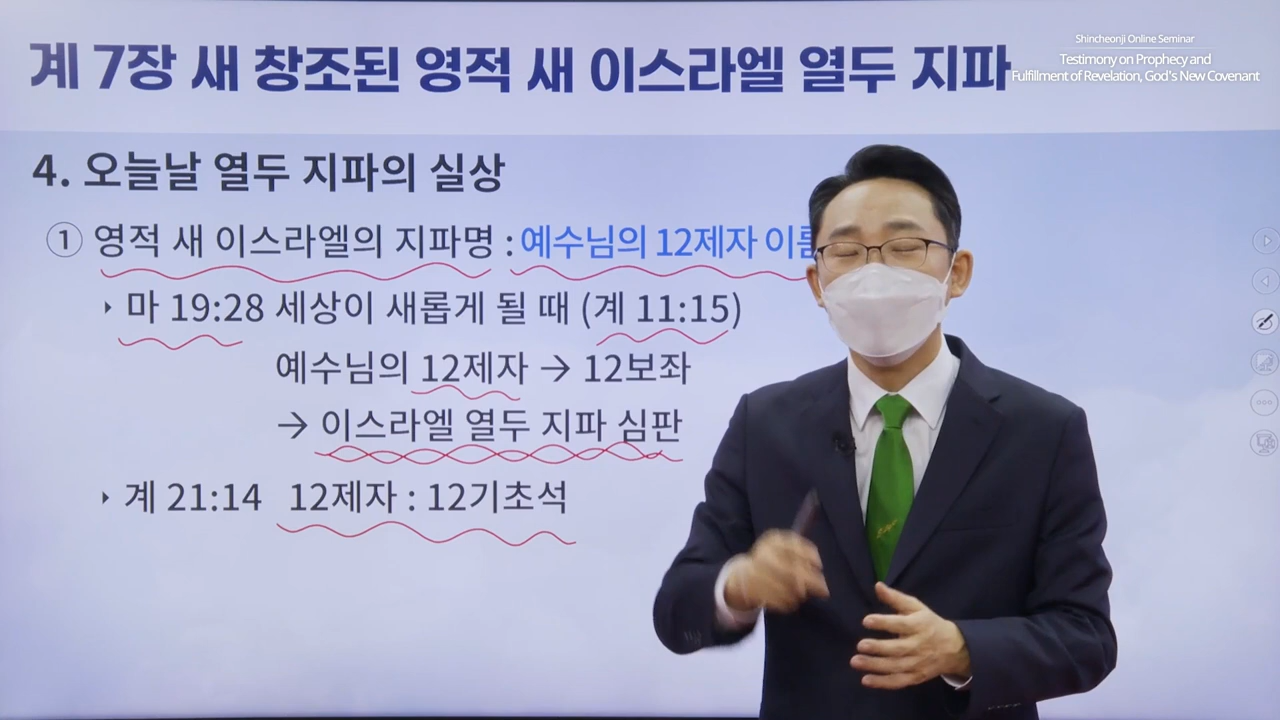 계 7장 새 창조된 영적 새 이스라엘 열두 지파
Shincheonji Online Seminar
Testimony on Prophecy and
Fulfillment of Revelation, God's New Covenant
4. 오늘날 열두 지파의 실상
① 영적 새 이스라엘의 지파명 : 예수님의 12제자 이름
‣ 마 19:28 세상이 새롭게 될 때 (계 11:15)
예수님의 12제자 → 12보좌
→ 이스라엘 열두 지파 심판
‣ 계 21:14 12제자 : 12기초석